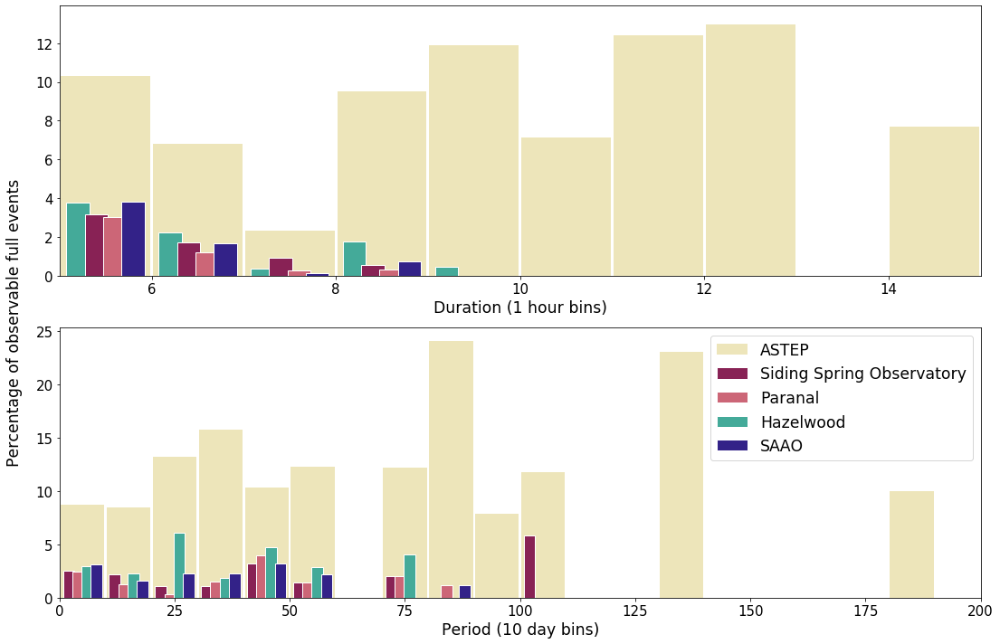 Percentage of observable full events
12
10
8
6
4
2
0
6 8 10 12 14
Duration (1 hour bins)
25
20
15
10
5
0
ASTEP
Siding Spring Observatory
Paranal
Hazelwood
SAAO
0 25 50 75 100 125 150 175 200
Period (10 day bins)